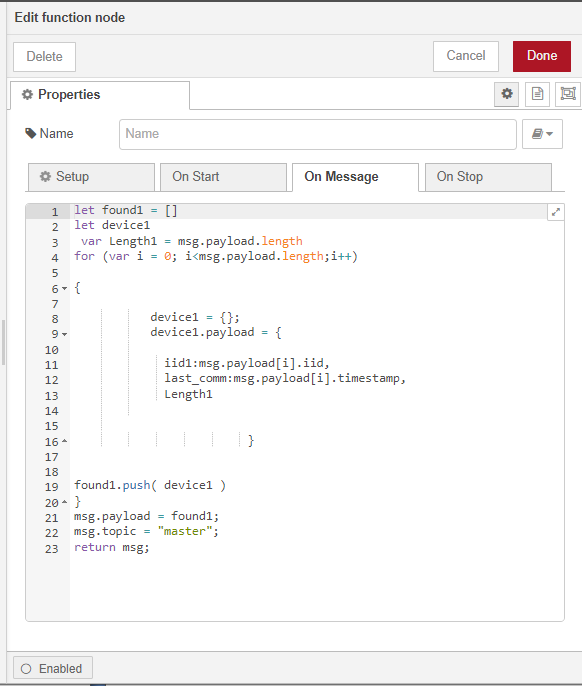 Edit function node
Delete
Cancel
Done
Properties
Name
Name
Setup
On Start
On Message
On Stop
1 let found1 = []
2 let device1
3 var Length1 = msg.payload.length
4 for (var i = 0; i<msg.payload.length;i++)
5
6 {
7
8 device1 = {};
9 device1.payload = {
10
11 iid1:msg.payload[i].iid,
12 last_comm:msg.payload[i].timestamp,
13 Length1
14
15
16 }
17
18
19 found1.push( device1 )
20 }
21 msg.payload = found1;
22 msg.topic = "master";
23 return msg;
Enabled